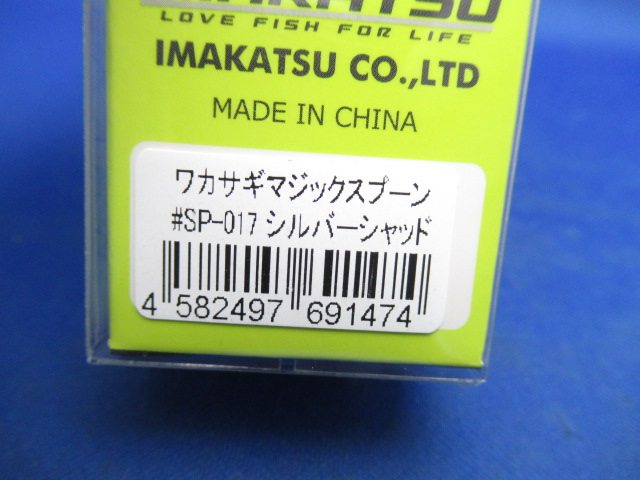 IMAKATSU
LOVE FISH FOR LIFE
IMAKATSU CO.,LTD
MADE IN CHINA
ワカサギマジックスプーン
#SP-017 シルバーシャッド
4 582497 691474